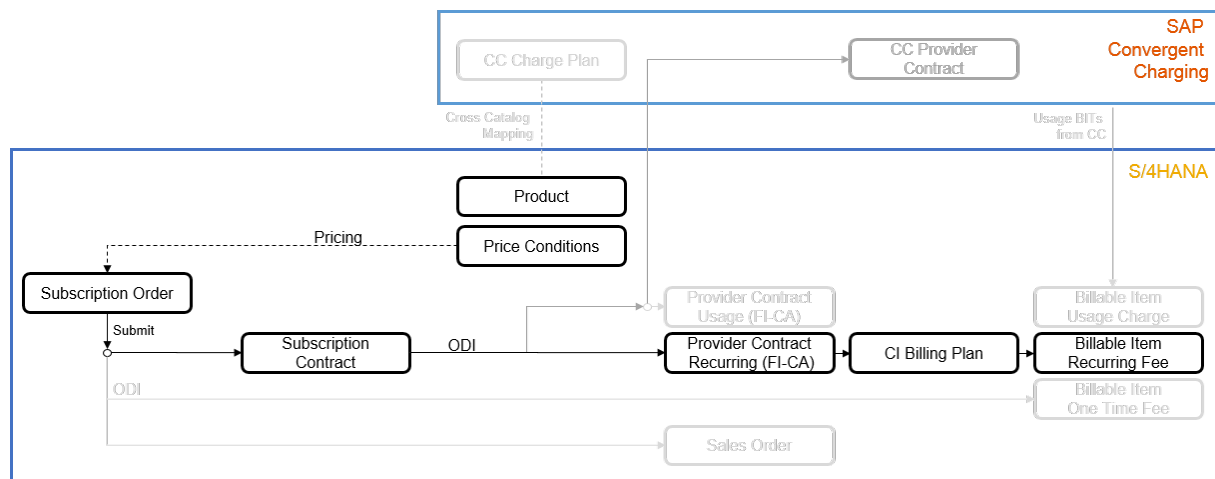 SAP
Convergent
Charging
CC Charge Plan
CC Provider
Contract
Cross Catalog
Mapping
Usage BITs
from CC
S/4HANA
Product
Pricing
Price Conditions
Subscription Order
Provider Contract
Usage (FI-CA)
Billable Item
Usage Charge
Submit
Subscription
Contract
ODI
Provider Contract
Recurring (FI-CA)
CI Billing Plan
Billable Item
Recurring Fee
ODI
Billable Item
One Time Fee
Sales Order